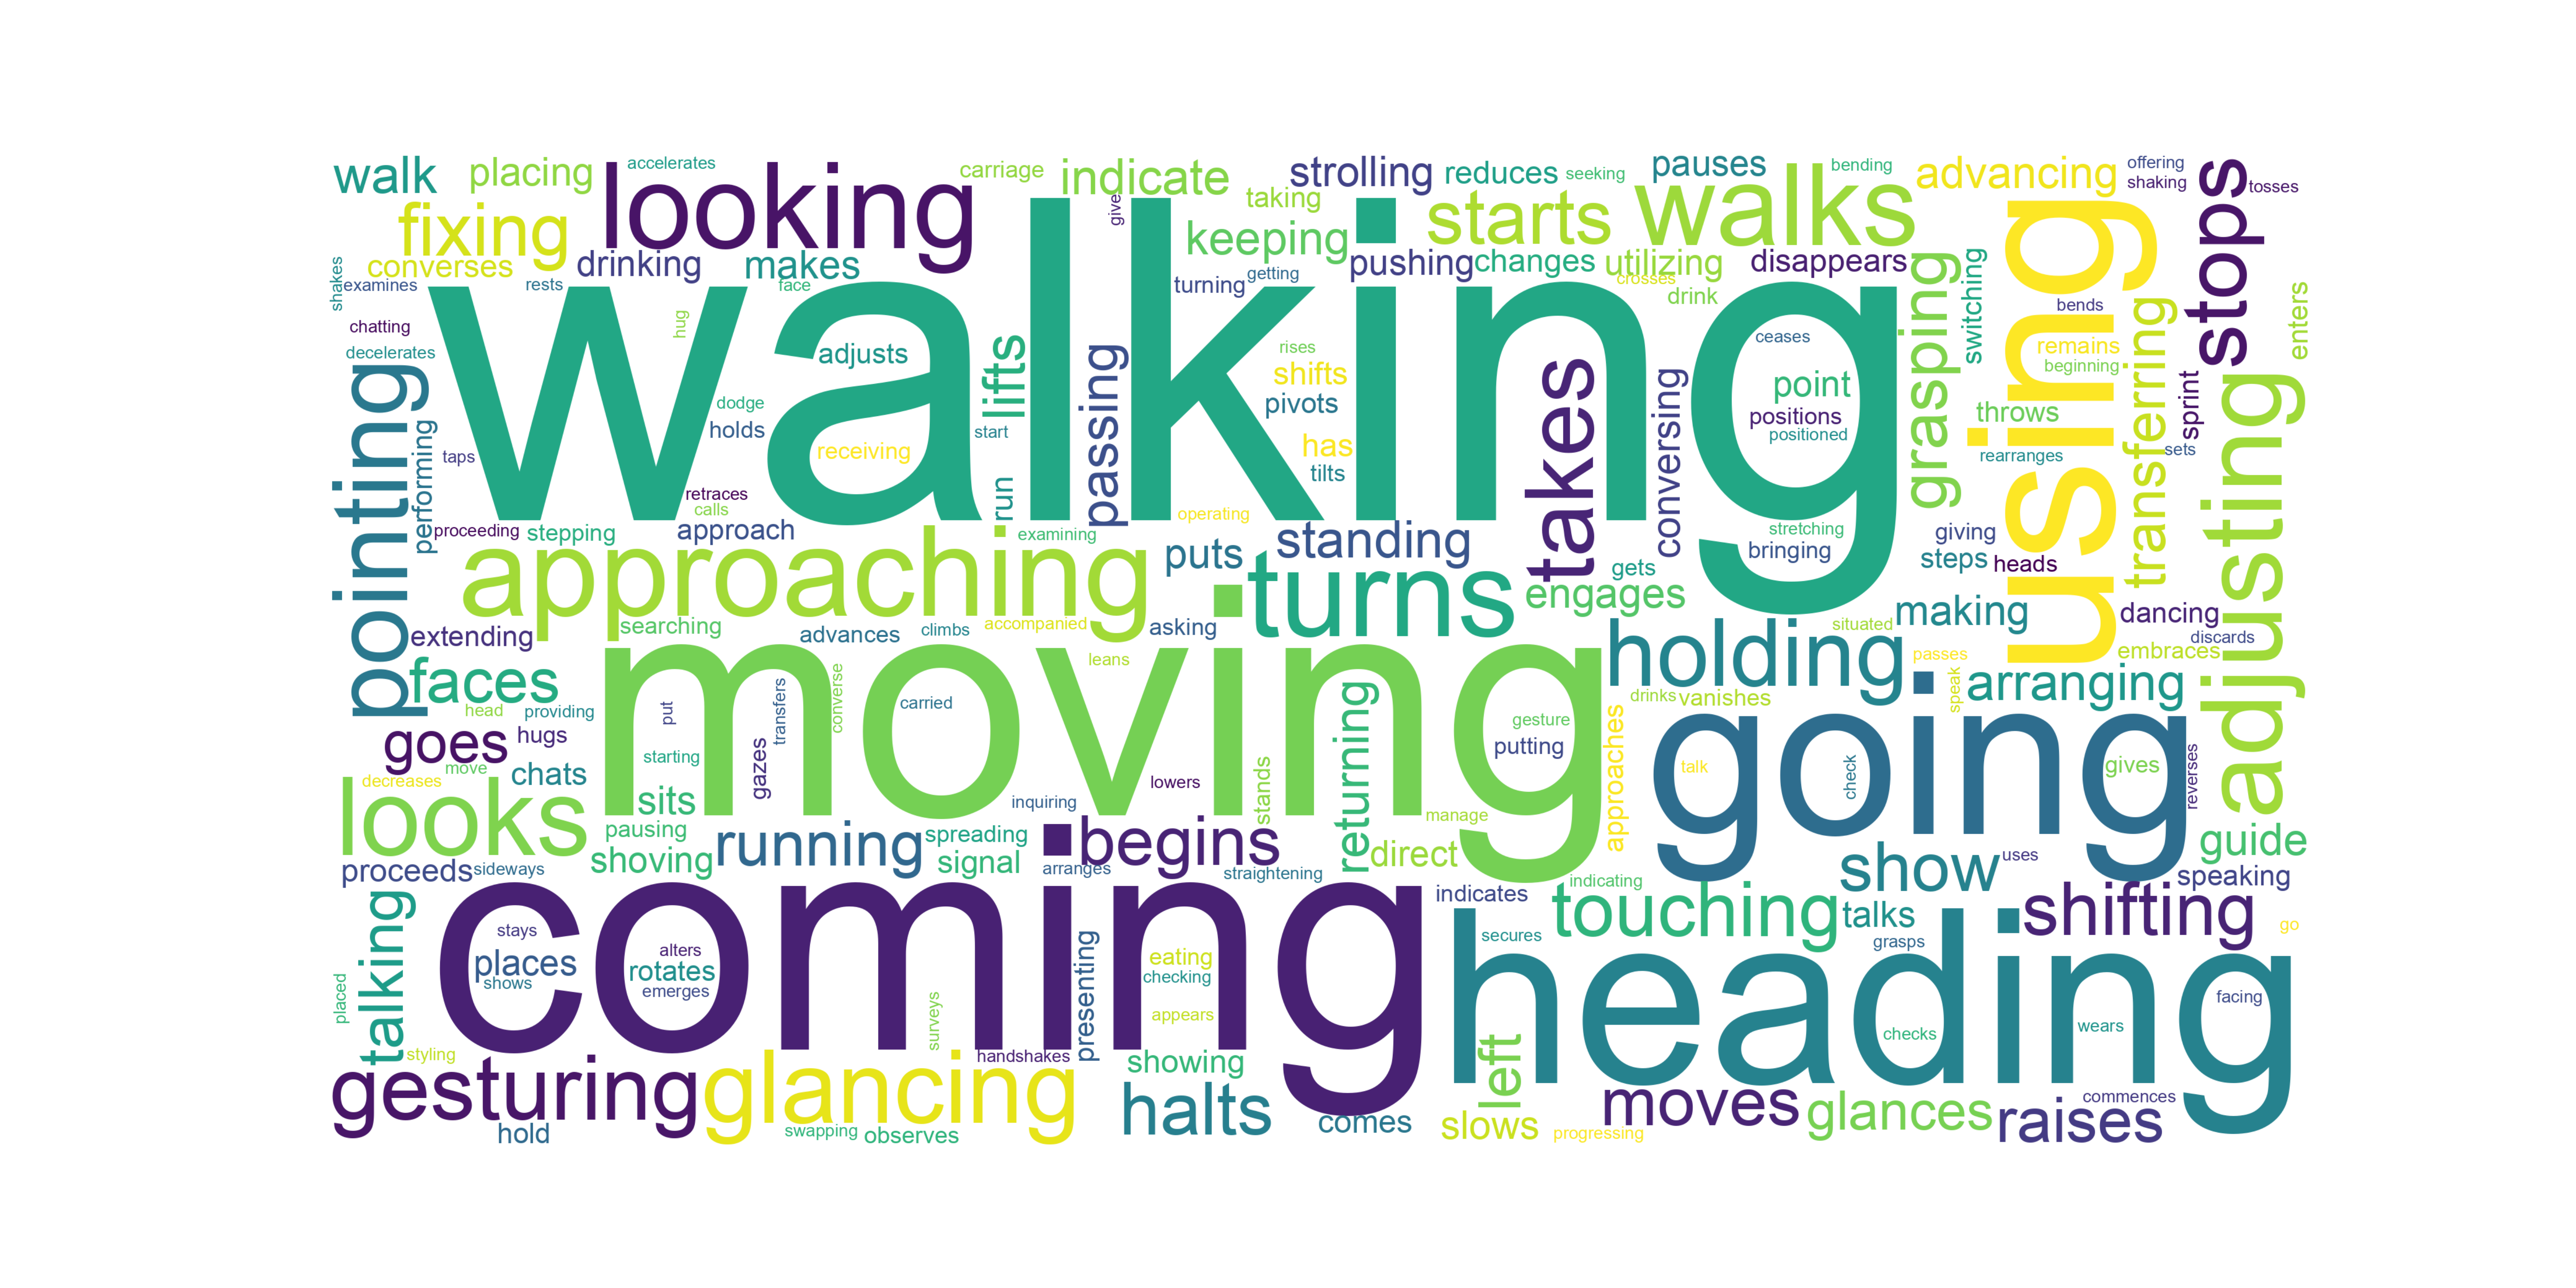 walk
placing
accelerates
looking
carriage
indicate
give
taking
strolling
reduces
seeking
pauses
bending
advancing
offering
shaking
tosses
stops
fixing
converses
drinking
makes
keeping
starts
walks
pushing
changes
utilizing
disappears
crosses
drink
turning
getting
shakes
examines
rests
face
hug
chatting
decelerates
walking
adjusts
lifts
passing
rises
shifts
pivots
has
tilts
takes
conversing
ceases
point
positions
positioned
grasping
switching
using
bends
remains
beginning
throws
rearranges
transferring
sprint
sets
enters
adjusting
pointing
performing
taps
dodge
holds
receiving
start
run
retraces
calls
operating
proceeding
stepping
approach
examining
standing
stretching
bringing
giving
steps
heads
approaching
puts
turns
gets
engages
making
dancing
discards
embraces
extending
searching
advances
climbs
accompanied
asking
situated
holding
passes
speak
arranging
faces
head
providing
moving
put
transfers
converse
carried
leans
gesture
putting
drinks
vanishes
approaches
going
talk
check
gives
reverses
goes
hugs
move
chats
decreases
starting
gazes
lowers
stands
returning
looks
sits
inquiring
manage
pausing
shoving
running
spreading
signal
begins
arranges
straightening
direct
show
uses
guide
speaking
proceeds
sideways
indicates
indicating
touching
talks
grasps
shifting
go
talking
placed
coming
stays
places
shows
alters
rotates
emerges
surveys
presenting
eating
checking
appears
secures
heading
checks
wears
facing
left
styling
gesturing
glancing
handshakes
showing
halts
comes
slows
progressing
moves
glances
raises
commences
hold
swapping
observes